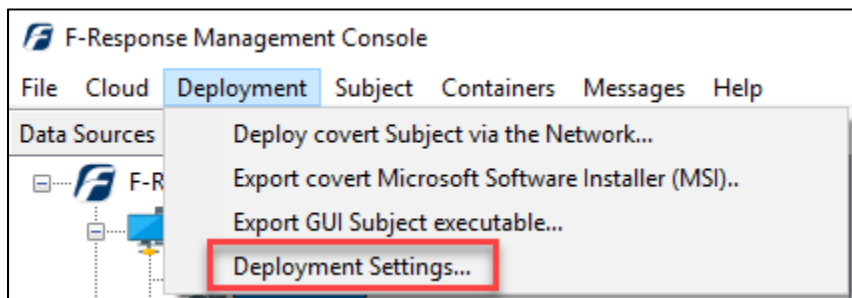 F-Response Management Console
File Cloud Deployment Subject Containers Messages Help
Data Sources
Deploy covert Subject via the Network...
F-R
Export covert Microsoft Software Installer (MSI)..
Export GUI Subject executable...
Deployment Settings...